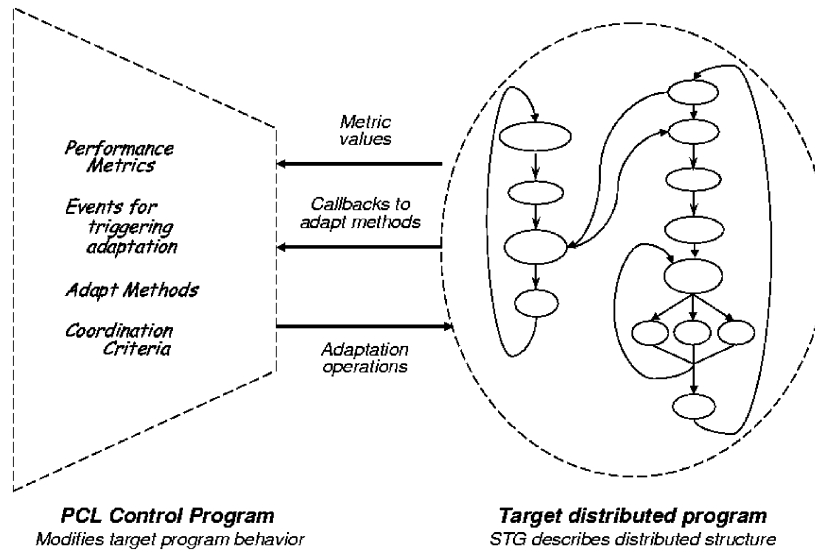 Performance
Metrics
Events for
triggering
adaptation
Adapt Methods
Coordination
Criteria
Metric
values
Callbacks to
adapt methods
Adaptation
operations
PCL Control Program
Modifies target program behavior
Target distributed program
STG describes distributed structure